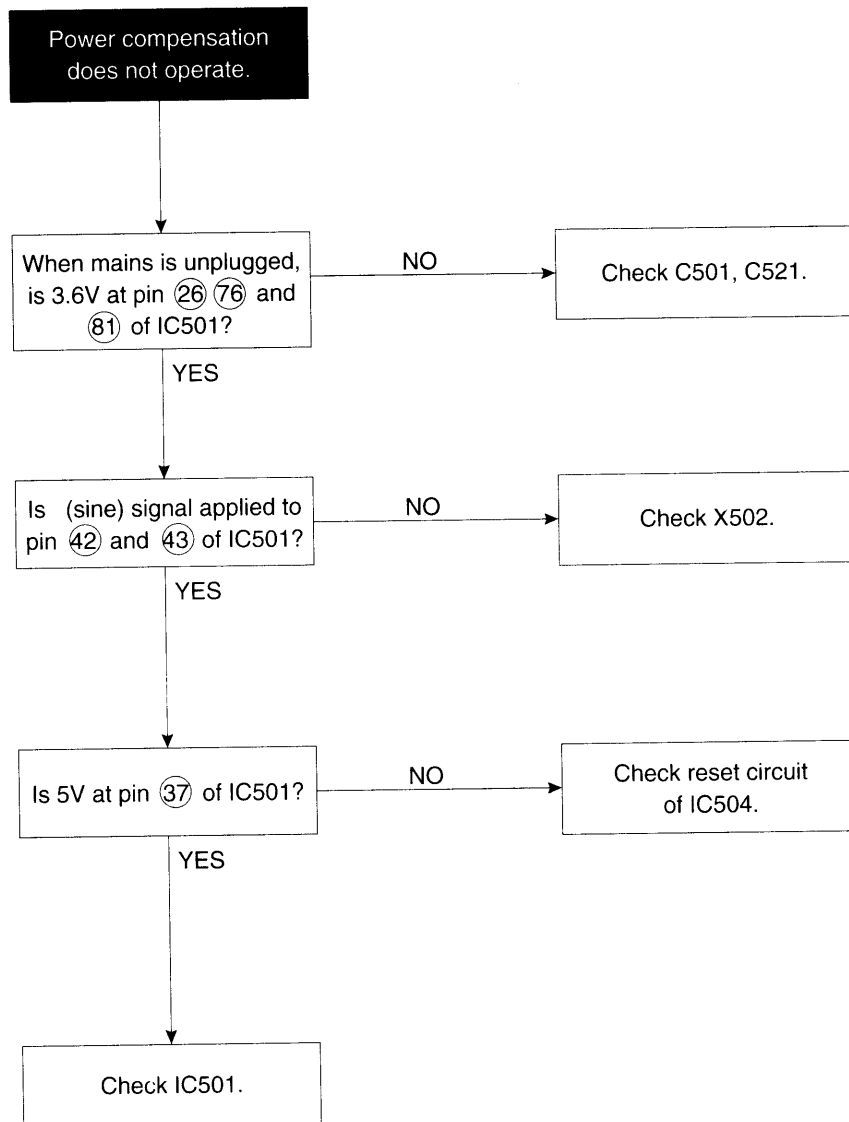 Power compensation
does not operate.
When mains is unplugged,
is 3.6V at pin 26 76 and
81 of IC501?
NO
Check C501, C521.
YES
Is (sine) signal applied to
pin 42 and 43 of IC501?
NO
Check X502.
YES
Is 5V at pin 37 of IC501?
NO
Check reset circuit
of IC504.
YES
Check IC501.